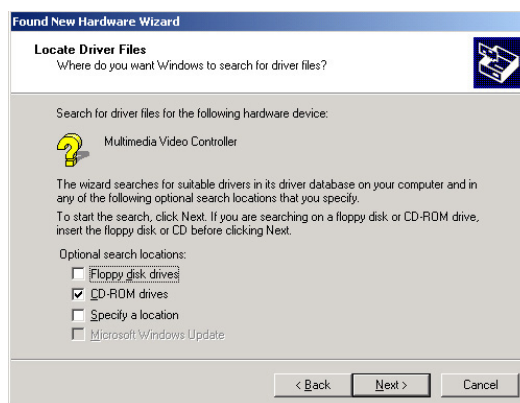 Found New Hardware Wizard
Locate Driver Files
Where do you want Windows to search for driver files?
Search for driver files for the following hardware device:
Multimedia Video Controller
The wizard searches for suitable drivers in its driver database on your computer and in
any of the following optional search locations that you specify.
To start the search, click Next. If you are searching on a floppy disk or CD-ROM drive,
insert the floppy disk or CD before clicking Next.
Optional search locations:
Floppy disk drives
CD-ROM drives
Specify a location
Microsoft Windows Update
< Back
Next >
Cancel